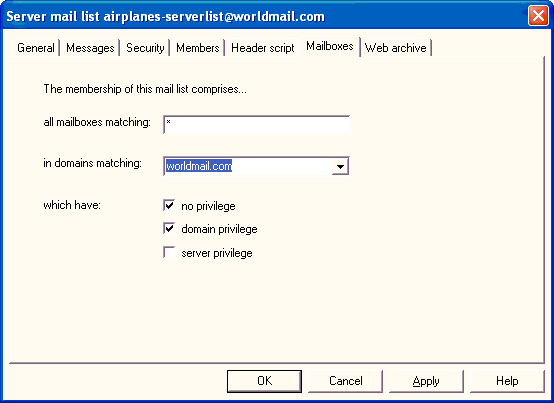 Server mail list airplanes-serverlist@worldmail.com
General Messages Security Members Header script Mailboxes Web archive
The membership of this mail list comprises...
all mailboxes matching: *
in domains matching: worldmail.com
which have: no privilege
domain privilege
server privilege
OK Cancel Apply Help